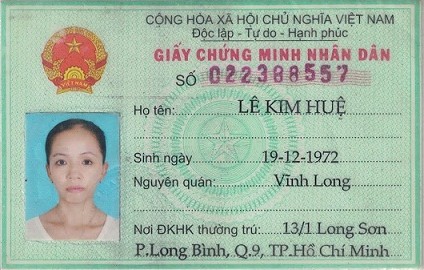 CỘNG HÒA XÃ HỘI CHỦ NGHĨA VIỆT NAM
Độc lập - Tự do - Hạnh phúc
GIẤY CHỨNG MINH NHÂN DÂN
SỐ 022388557
Họ tên: LÊ KIM HUỆ
Sinh ngày 19-12-1972
Nguyên quán: Vĩnh Long
Nơi ĐKHK thường trú: 13/1 Long Sơn
P.Long Bình, Q.9, TP.Hồ Chí Minh
VIỆT NAM